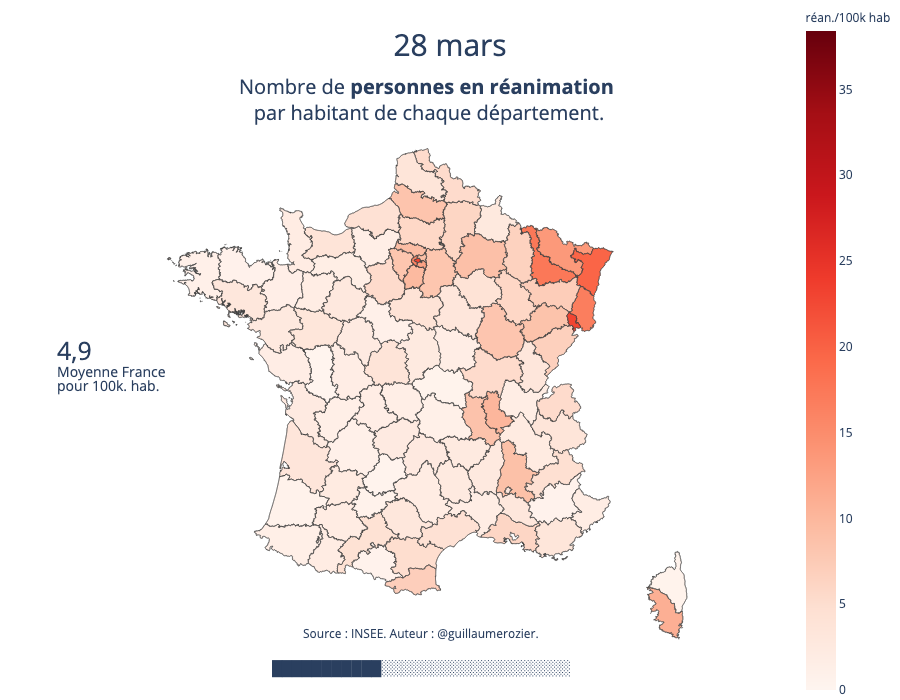 28 mars
Nombre de personnes en réanimation
par habitant de chaque département.
réan./100k hab
35
30
25
20
15
10
5
0
4,9
Moyenne France
pour 100k. hab.
Source : INSEE. Auteur : @guillaumerozier.